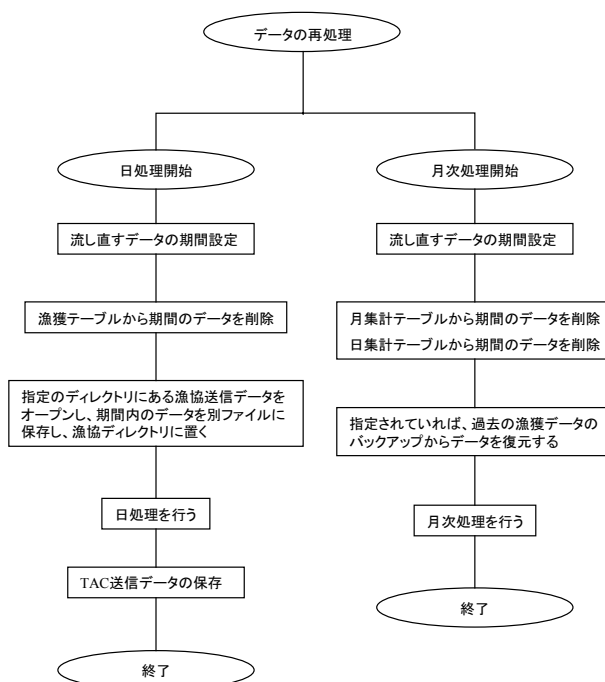 データの再処理
日処理開始
流し直すデータの期間設定
漁獲テーブルから期間のデータを削除
指定のディレクトリにある漁協送信データを
オープンし、期間内のデータを別ファイルに
保存し、漁協ディレクトリに置く
日処理を行う
TAC送信データの保存
終了
月次処理開始
流し直すデータの期間設定
月集計テーブルから期間のデータを削除
日集計テーブルから期間のデータを削除
指定されていれば、過去の漁獲データの
バックアップからデータを復元する
月次処理を行う
終了